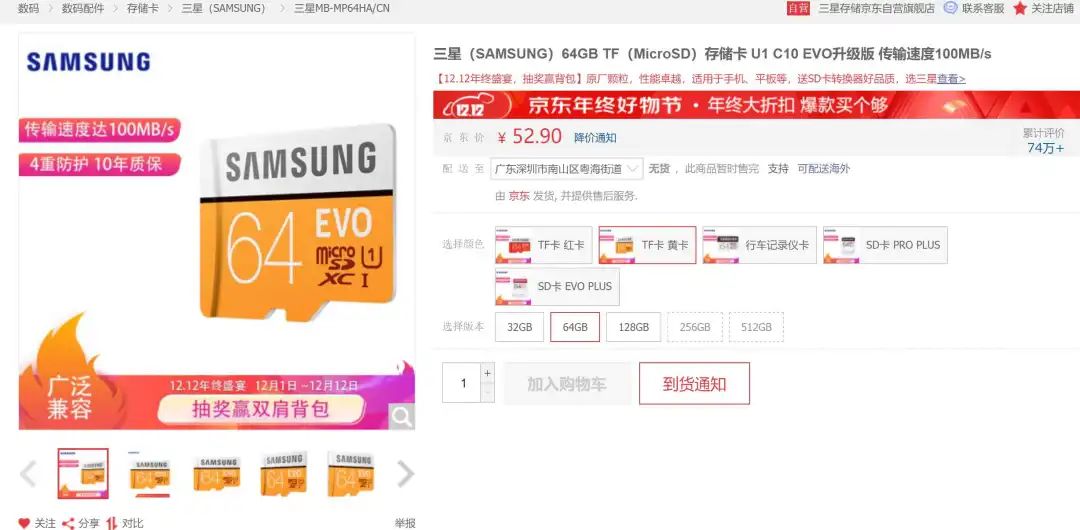 数码 > 数码配件 > 存储卡 > 三星（SAMSUNG） > 三星MB-MP64HA/CN
自营 三星存储京东自营旗舰店 联系客服 关注店铺
SAMSUNG
传输速度达100MB/s
4重防护 10年质保
SAMSUNG
64
EVO
micro
SD
XC I
U1
广泛
兼容
12.12年终盛宴 12月1日~12月12日
抽奖赢双肩背包
关注 分享 对比 举报
三星（SAMSUNG）64GB TF（MicroSD）存储卡 U1 C10 EVO升级版 传输速度100MB/s
【12.12年终盛宴，抽奖赢背包】原厂颗粒，性能卓越，适用于手机、平板等，送SD卡转换器好品质，选三星查看>
12.12 京东年终好物节 · 年终大折扣 爆款买个够
京东价 ¥ 52.90 降价通知
累计评价
74万+
配送至 广东深圳市南山区粤海街道 无货 ，此商品暂时售完 支持 可配送海外
由 京东 发货, 并提供售后服务.
选择颜色 TF卡 红卡 TF卡 黄卡 行车记录仪卡 SD卡 PRO PLUS
SD卡 EVO PLUS
选择版本 32GB 64GB 128GB 256GB 512GB
1 + - 加入购物车 到货通知